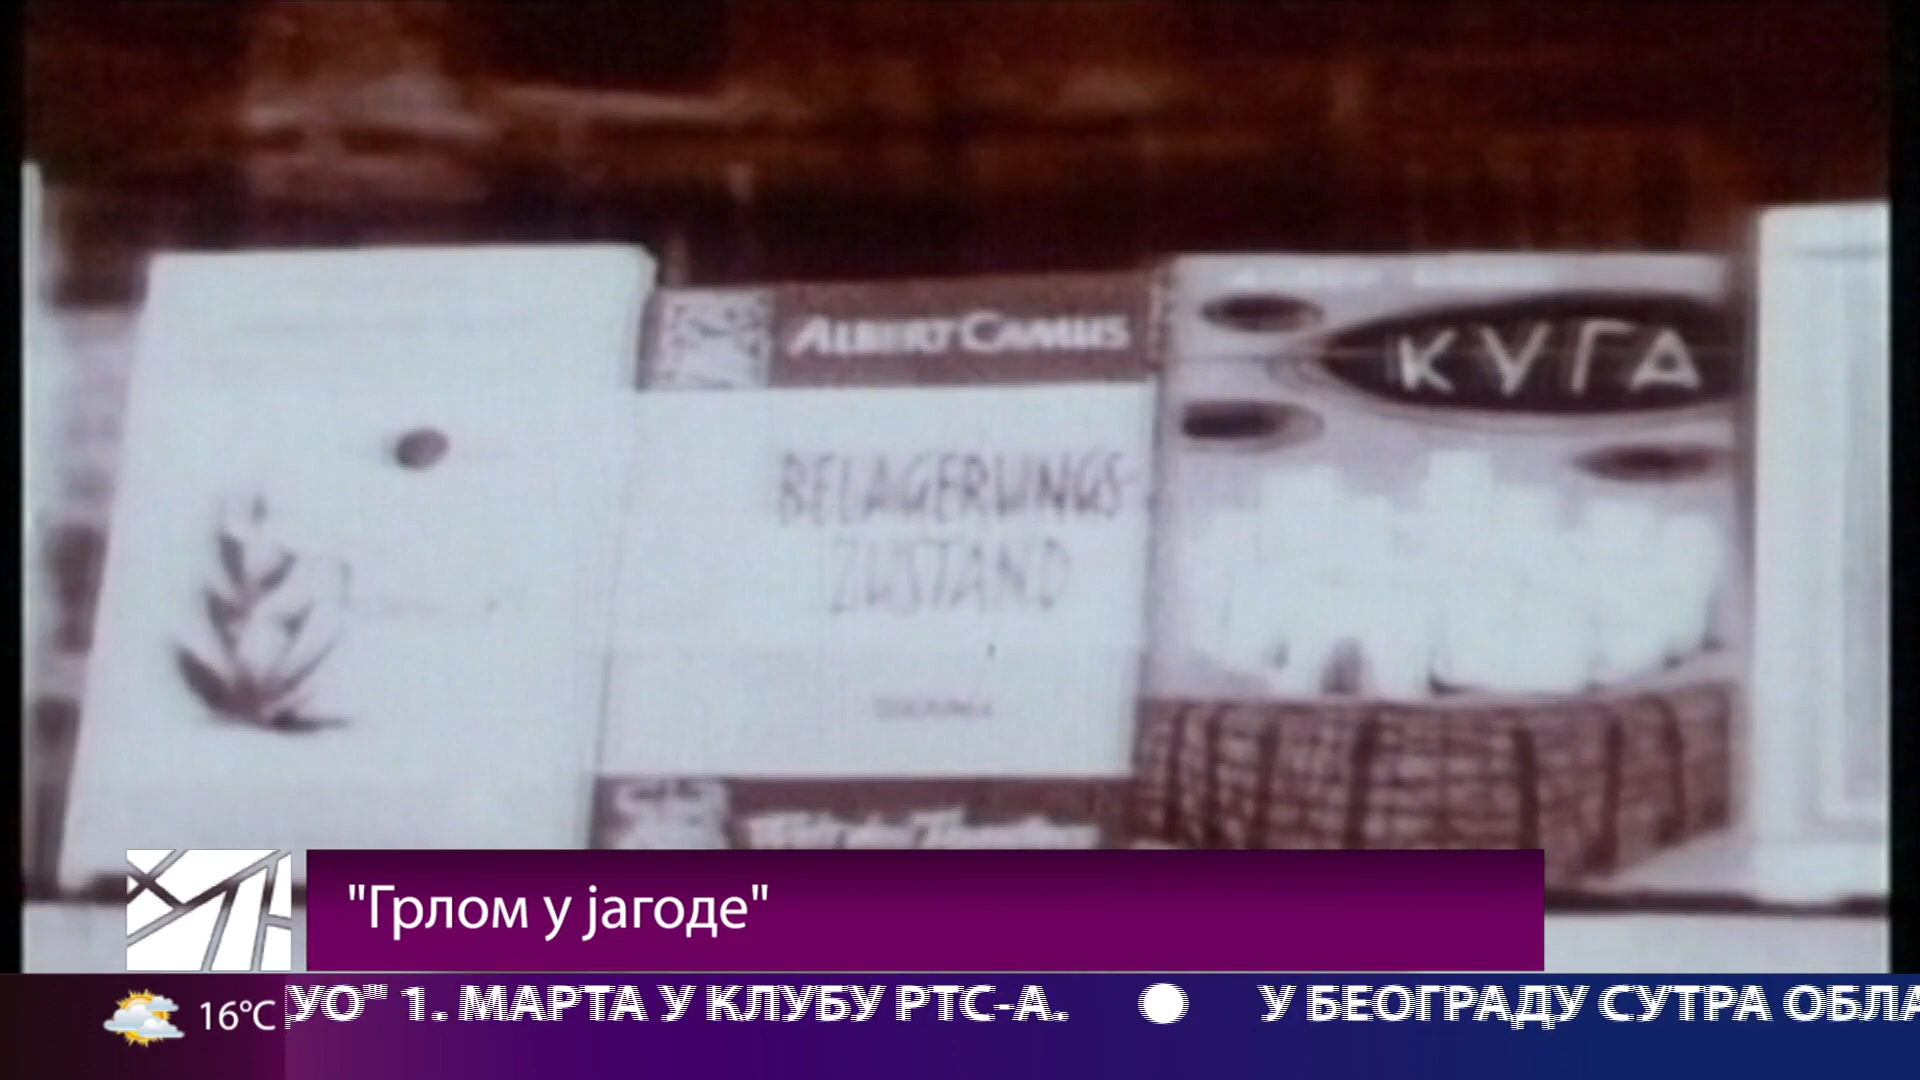 ALBERT CAMUS
КУГА
BELAGERUNGS-
ZUSTAND
"Грлом у јагоде"
16°C
УО"" 1. МАРТА У КЛУБУ РТС-А. ● У БЕОГРАДУ СУТРА ОБЛА